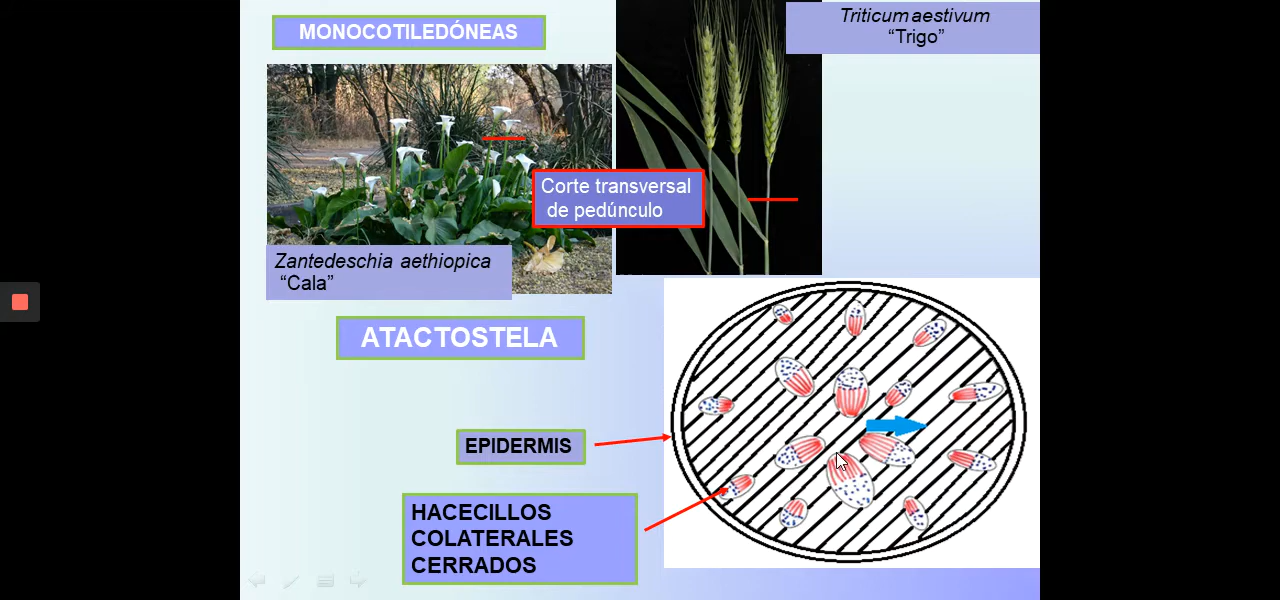 MONOCOTILEDÓNEAS
Triticum aestivum
“Trigo”
Corte transversal
de pedúnculo
Zantedeschia aethiopica
“Cala”
ATACTOSTELA
EPIDERMIS
HACECILLOS
COLATERALES
CERRADOS